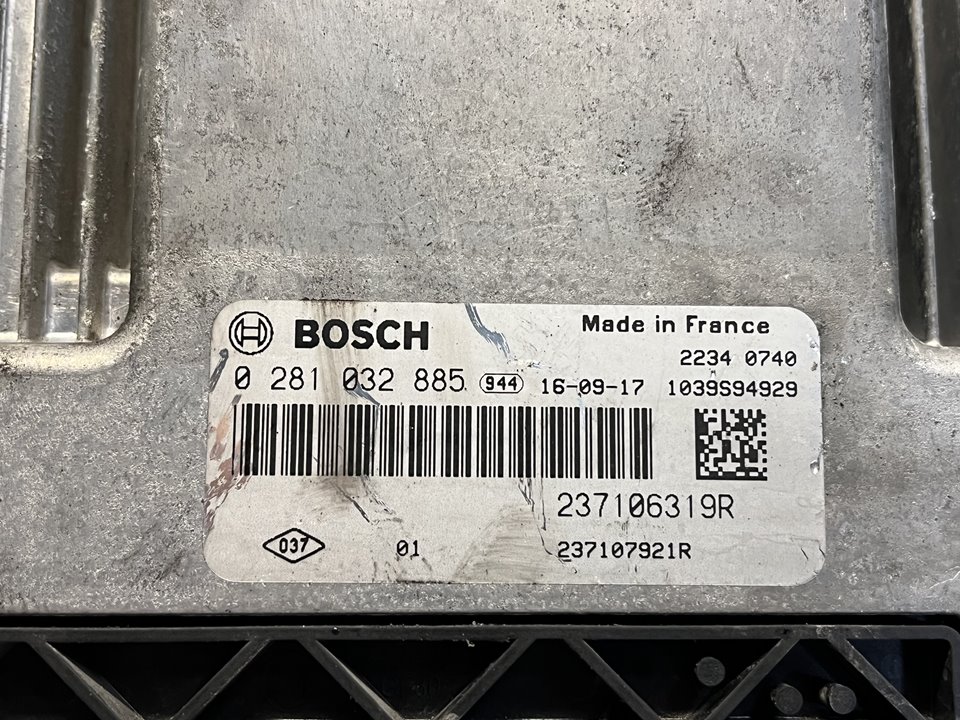 BOSCH
Made in France
2234 0740
0 281 032 885 944 16-09-17 1039S94929
237106319R
037 01 237107921R